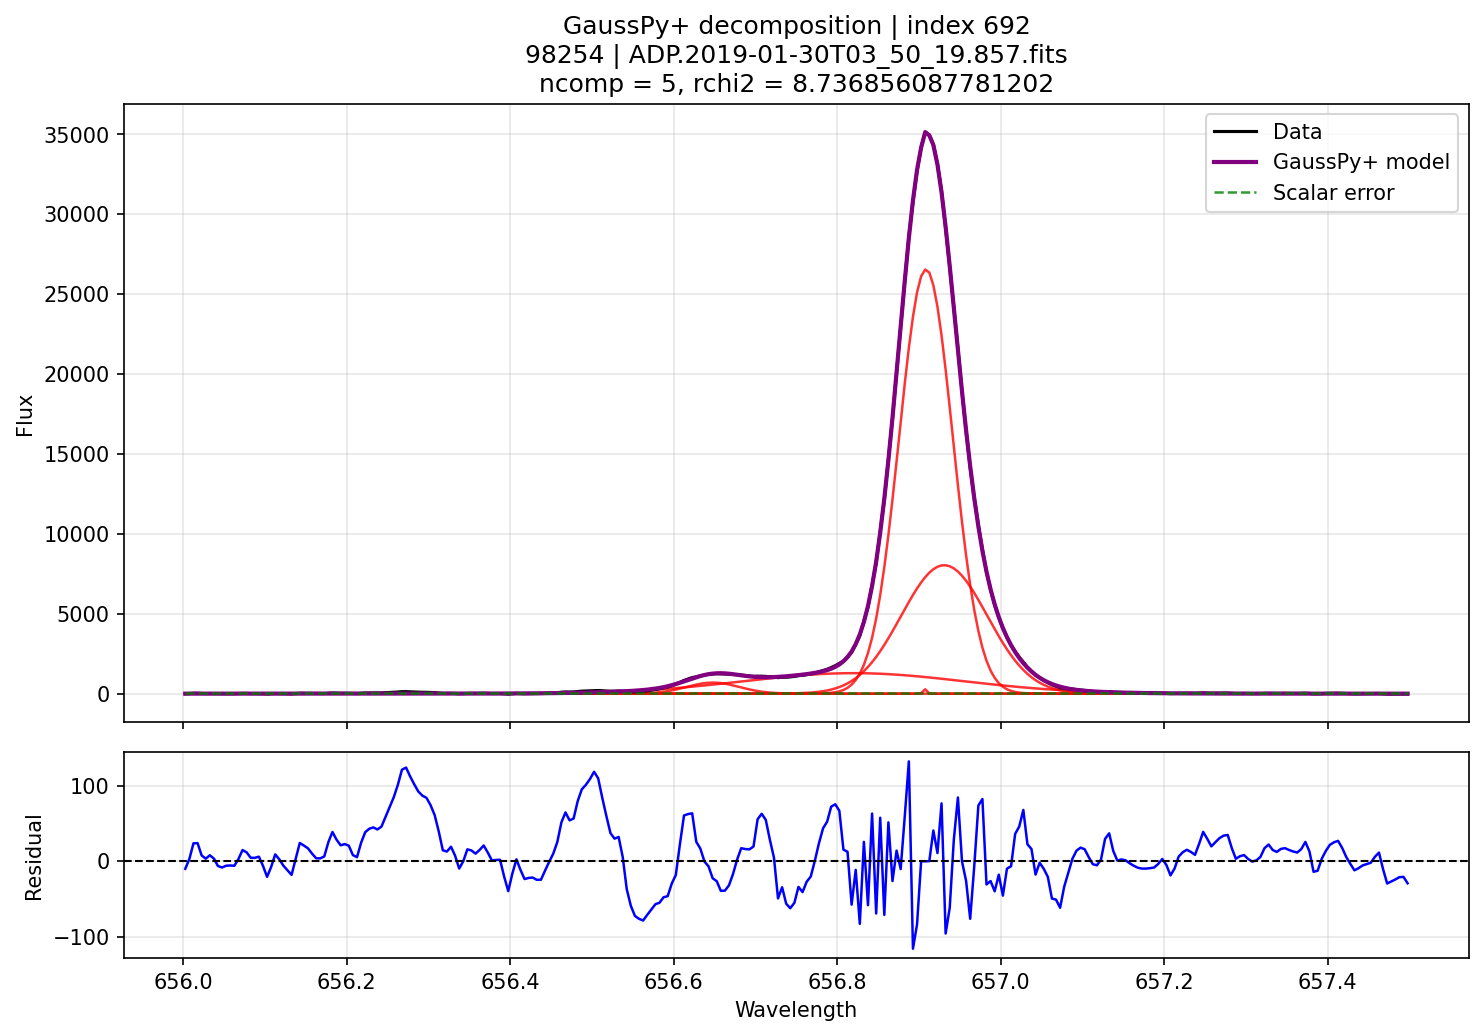 GaussPy+ decomposition | index 692
98254 | ADP.2019-01-30T03_50_19.857.fits
ncomp = 5, rchi2 = 8.736856087781202
Data
GaussPy+ model
Scalar error
35000
30000
25000
20000
15000
10000
5000
0
Flux
100
0
−100
Residual
656.0
656.2
656.4
656.6
656.8
657.0
657.2
657.4
Wavelength